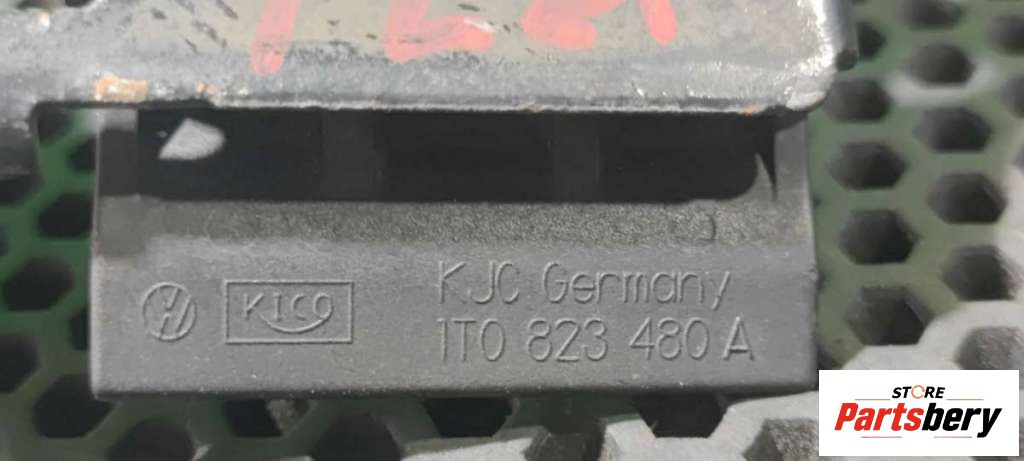 KICO
KJC Germany
1T0 823 480 A
STORE
Partsbery